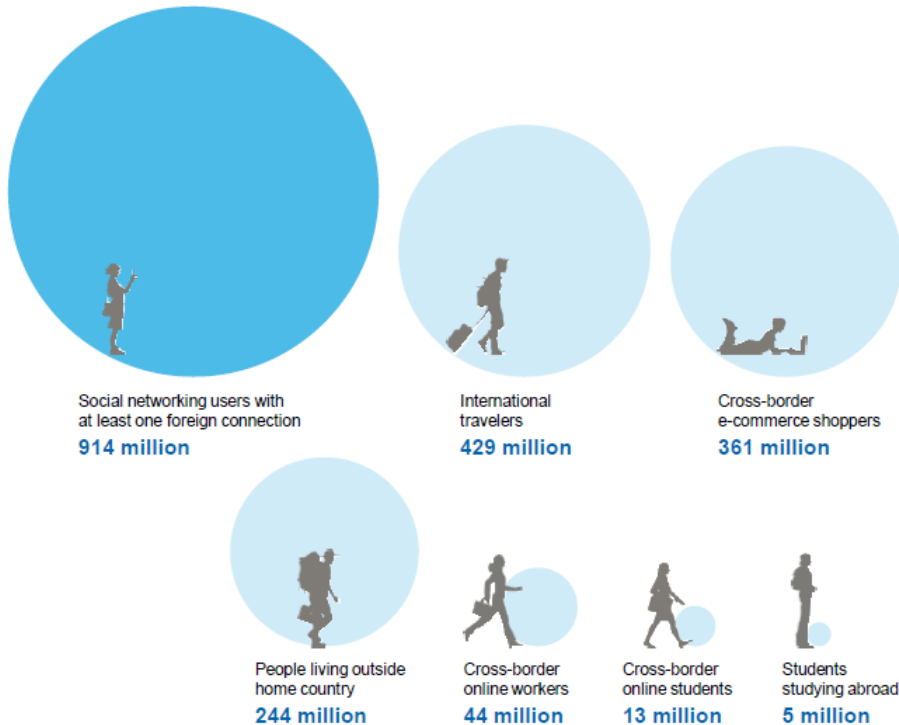 Social networking users with
at least one foreign connection
914 million
International
travelers
429 million
Cross-border
e-commerce shoppers
361 million
People living outside
home country
244 million
Cross-border
online workers
44 million
Cross-border
online students
13 million
Students
studying abroad
5 million